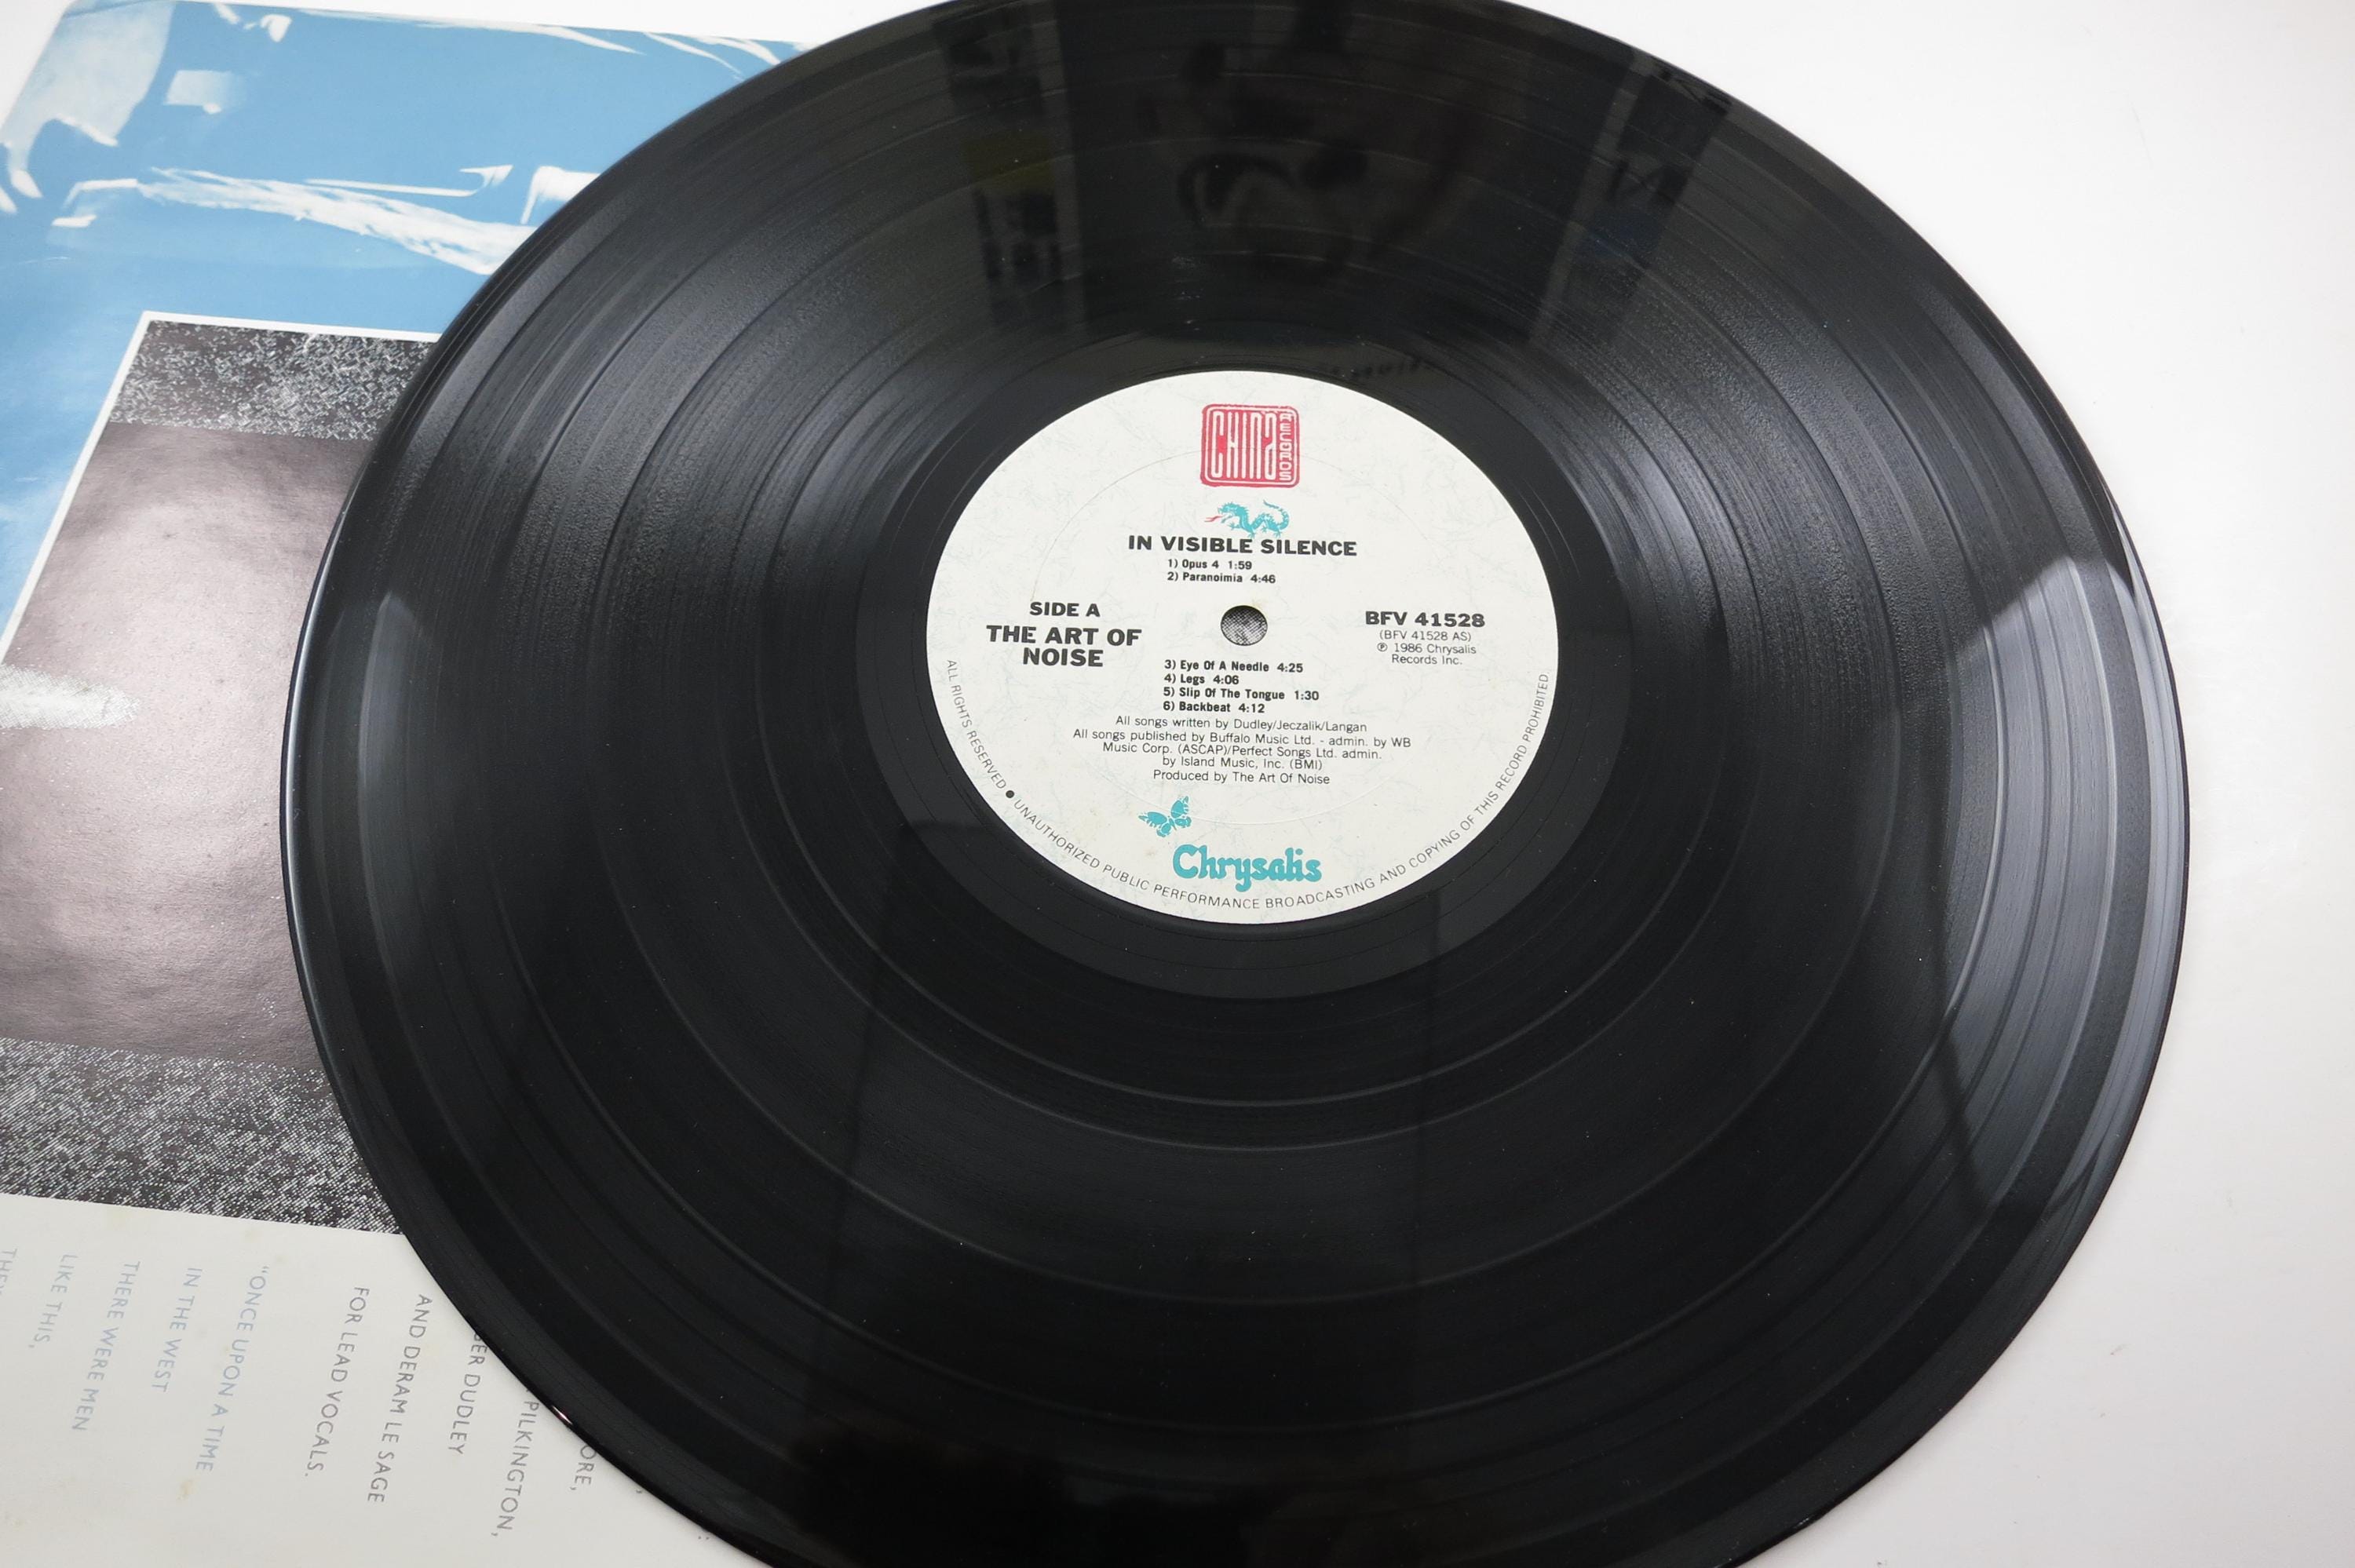 CHINA
RECORDS
IN VISIBLE SILENCE
1) Opus 4 1:59
2) Paranoimia 4:46
SIDE A
THE ART OF
NOISE
BFV 41528
(BFV 41528 AS)
℗ 1986 Chrysalis
Records Inc.
3) Eye Of A Needle 4:25
4) Legs 4:06
5) Slip Of The Tongue 1:30
6) Backbeat 4:12
All songs written by Dudley/Jeczalik/Langan
All songs published by Buffalo Music Ltd. - admin. by WB
Music Corp. (ASCAP)/Perfect Songs Ltd. admin.
by Island Music, Inc. (BMI)
Produced by The Art Of Noise
Chrysalis
ALL RIGHTS RESERVED ● UNAUTHORIZED PUBLIC PERFORMANCE BROADCASTING AND COPYING OF THIS RECORD PROHIBITED
PILKINGTON,
DUDLEY
AND DERAM LE SAGE
FOR LEAD VOCALS.
"ONCE UPON A TIME
IN THE WEST
THERE WERE MEN
LIKE THIS,